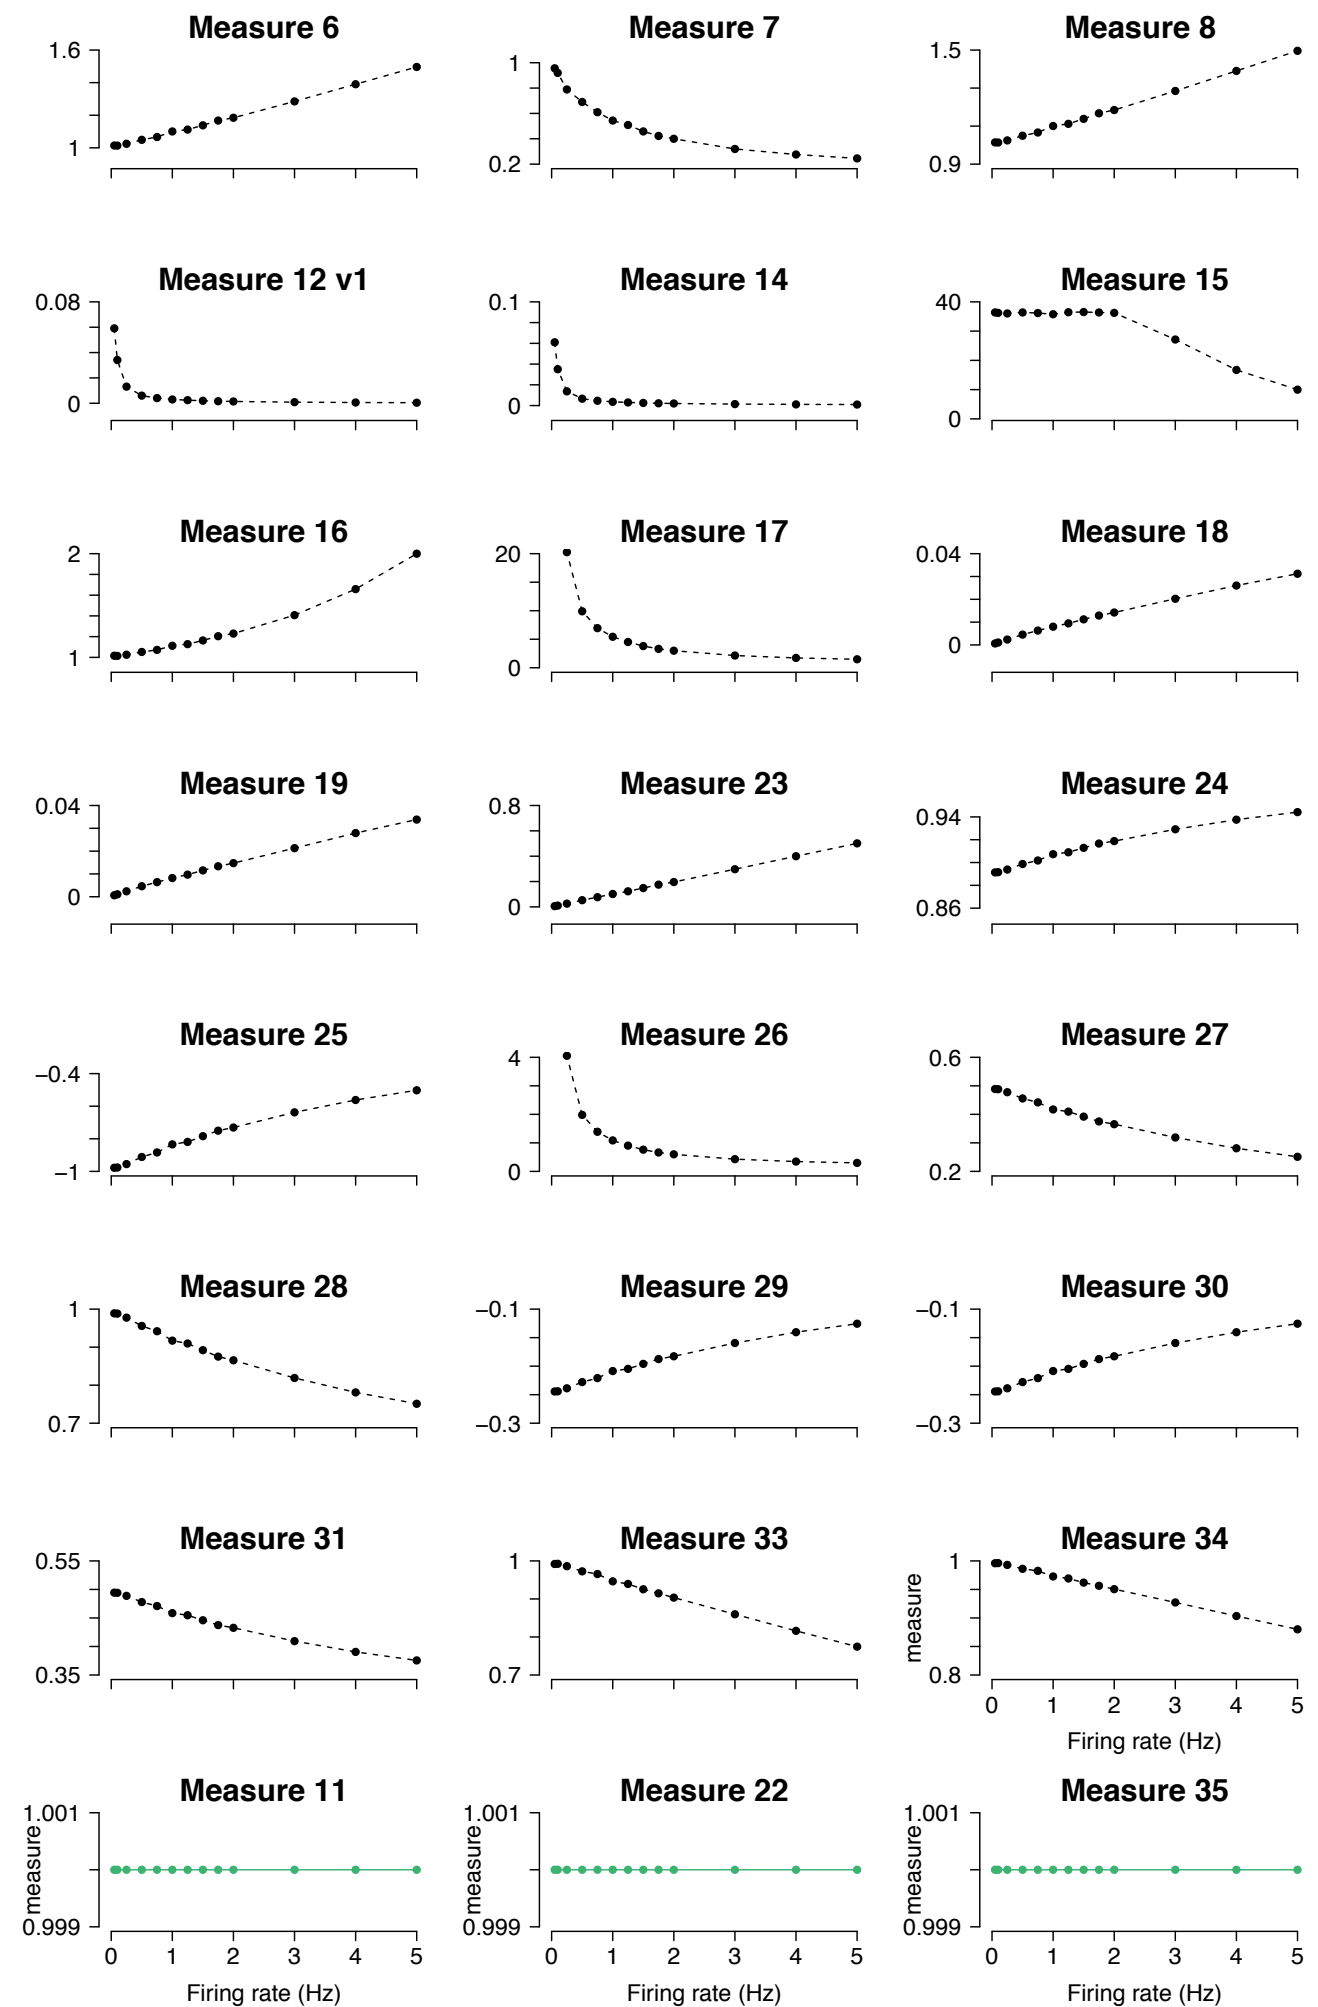 Measure 6 Measure 7 Measure 8
1.6 1 1.5
1 0.2 0.9
Measure 12 v1 Measure 14 Measure 15
0.08 0.1 40
0 0 0
Measure 16 Measure 17 Measure 18
2 20 0.04
1 0 0
Measure 19 Measure 23 Measure 24
0.04 0.8 0.94
0 0 0.86
Measure 25 Measure 26 Measure 27
−0.4 4 0.6
−1 0 0.2
Measure 28 Measure 29 Measure 30
1 −0.1 −0.1
0.7 −0.3 −0.3
Measure 31 Measure 33 Measure 34
0.55 1 1
measure
0.35 0.7 0.8
0 1 2 3 4 5
Firing rate (Hz)
Measure 11 Measure 22 Measure 35
1.001 1.001 1.001
measure measure measure
0.999 0.999 0.999
0 1 2 3 4 5 0 1 2 3 4 5 0 1 2 3 4 5
Firing rate (Hz) Firing rate (Hz) Firing rate (Hz)